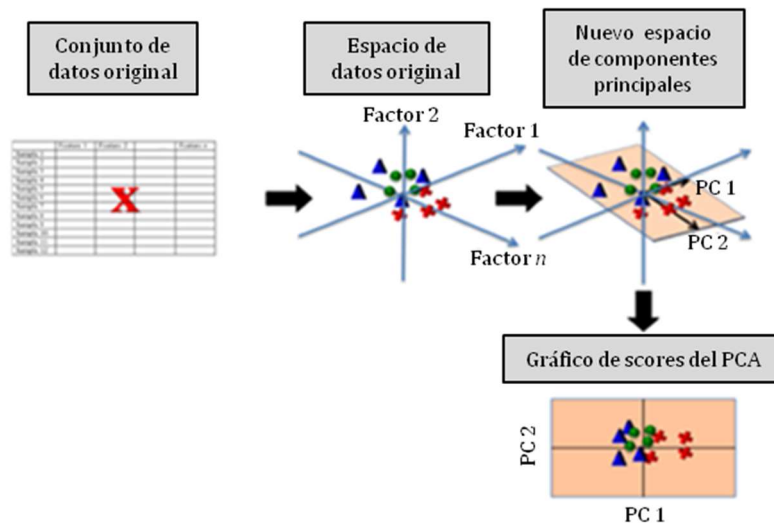 Conjunto de
datos original
Espacio de
datos original
Nuevo espacio
de componentes
principales
Factor 2
Factor 1
Factor n
X
PC 1
PC 2
Gráfico de scores del PCA
PC 2
PC 1